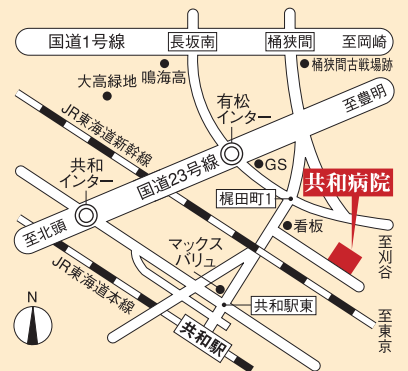 国道1号線
長坂南
桶狭間
至岡崎
鳴海高
桶狭間古戦場跡
大高緑地
至豊明
有松
インター
JR東海道新幹線
共和
インター
国道23号線
GS
共和病院
梶田町1
看板
至北頭
マックス
バリュ
至刈谷
JR東海道本線
共和駅東
至東京
共和駅
N